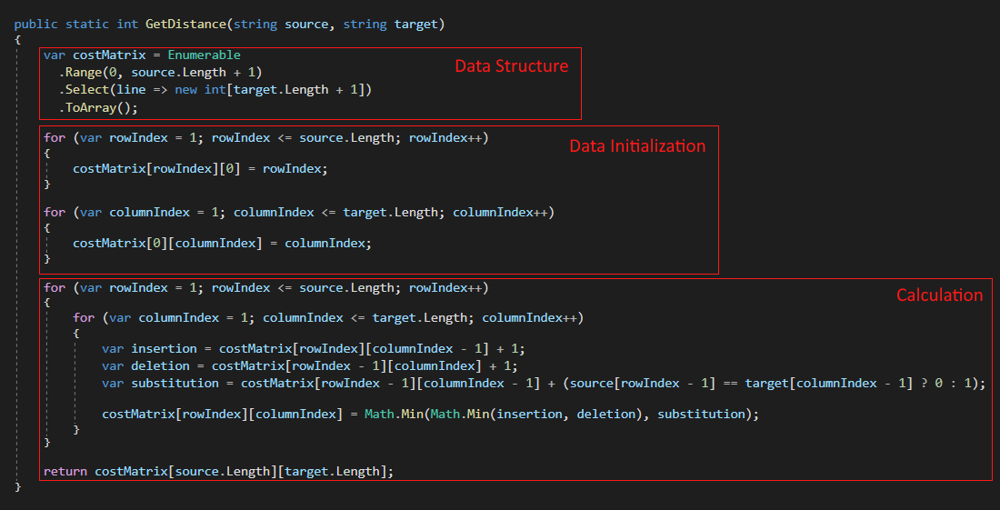 public static int GetDistance(string source, string target)
{
var costMatrix = Enumerable
.Range(0, source.Length + 1)
.Select(line => new int[target.Length + 1])
.ToArray();
Data Structure
for (var rowIndex = 1; rowIndex <= source.Length; rowIndex++)
{
costMatrix[rowIndex][0] = rowIndex;
}
for (var columnIndex = 1; columnIndex <= target.Length; columnIndex++)
{
costMatrix[0][columnIndex] = columnIndex;
}
Data Initialization
for (var rowIndex = 1; rowIndex <= source.Length; rowIndex++)
{
for (var columnIndex = 1; columnIndex <= target.Length; columnIndex++)
{
var insertion = costMatrix[rowIndex][columnIndex - 1] + 1;
var deletion = costMatrix[rowIndex - 1][columnIndex] + 1;
var substitution = costMatrix[rowIndex - 1][columnIndex - 1] + (source[rowIndex - 1] == target[columnIndex - 1] ? 0 : 1);
costMatrix[rowIndex][columnIndex] = Math.Min(Math.Min(insertion, deletion), substitution);
}
}
return costMatrix[source.Length][target.Length];
Calculation
}